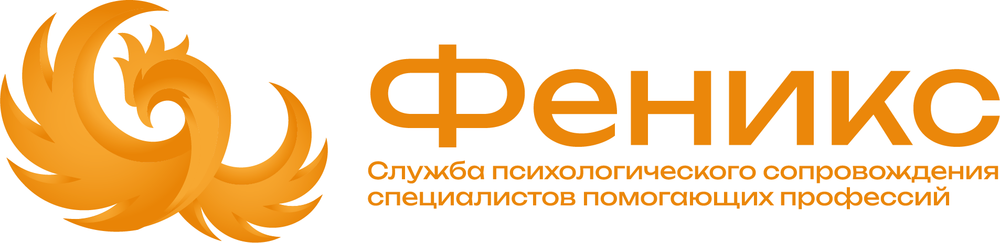 Феникс
Служба психологического сопровождения
специалистов помогающих профессий